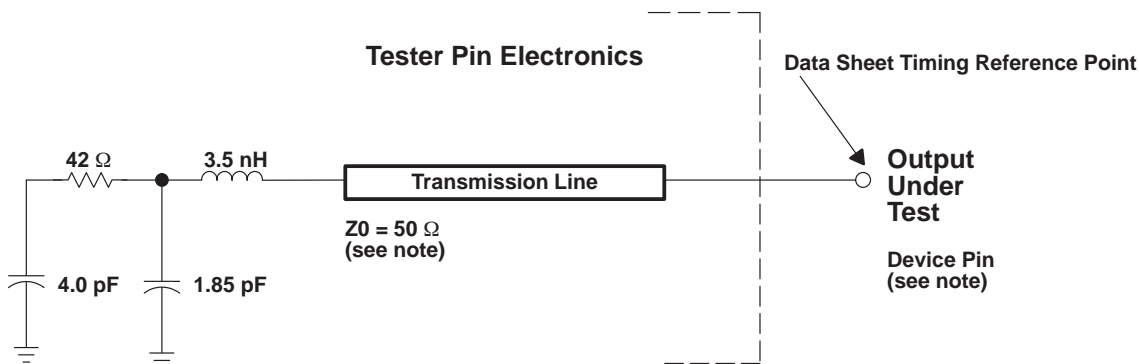 Tester Pin Electronics
Data Sheet Timing Reference Point
42 Ω
3.5 nH
Transmission Line
Output
Under
Test
Z0 = 50 Ω
(see note)
Device Pin
(see note)
4.0 pF
1.85 pF